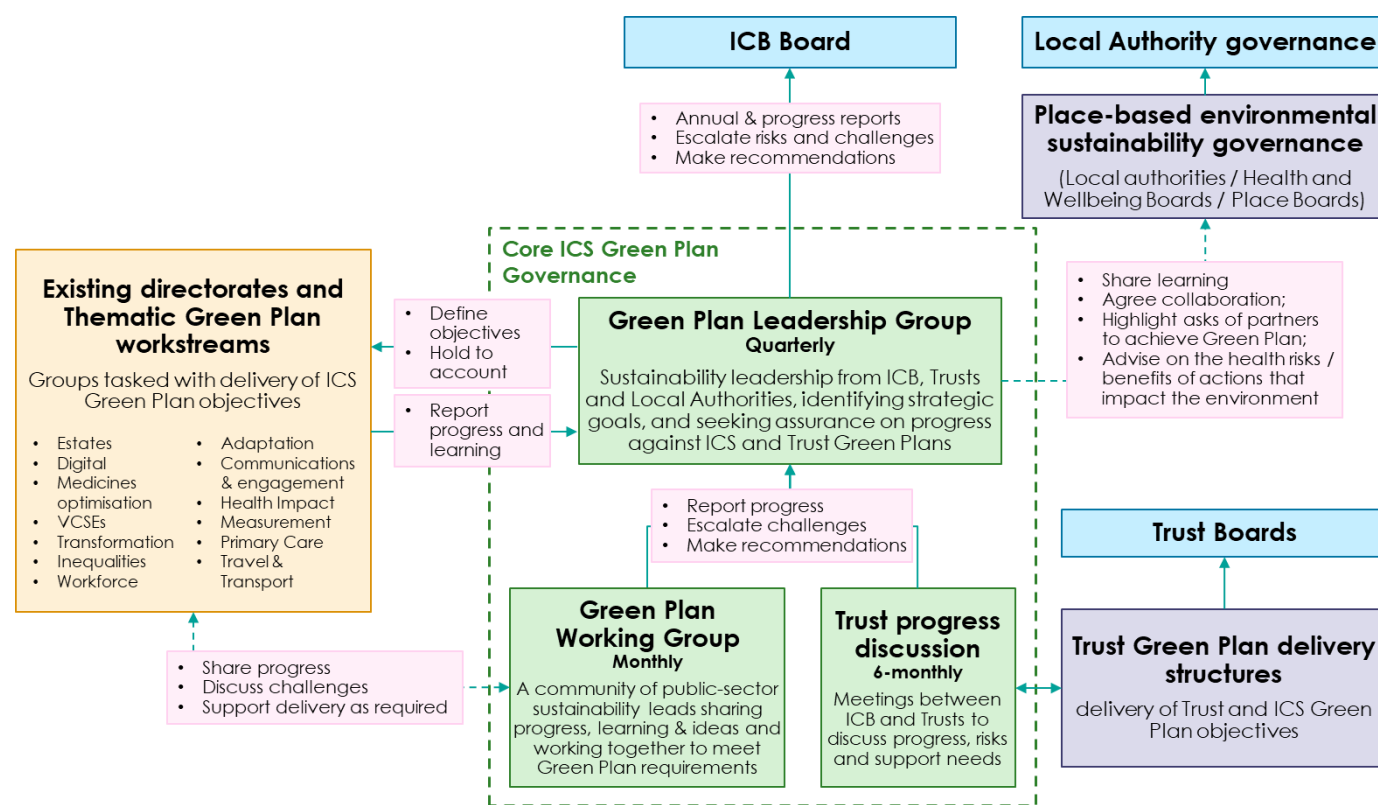 ICB Board
Local Authority governance
• Annual & progress reports
• Escalate risks and challenges
• Make recommendations
Place-based environmental
sustainability governance
(Local authorities / Health and
Wellbeing Boards / Place Boards)
Core ICS Green Plan
Governance
Existing directorates and
Thematic Green Plan
workstreams
Groups tasked with delivery of ICS
Green Plan objectives
• Estates
• Digital
• Medicines
optimisation
• VCSEs
• Transformation
• Inequalities
• Workforce
• Adaptation
• Communications
& engagement
• Health Impact
• Measurement
• Primary Care
• Travel &
Transport
• Define
objectives
• Hold to
account
• Report
progress and
learning
Green Plan Leadership Group
Quarterly
Sustainability leadership from ICB, Trusts
and Local Authorities, identifying strategic
goals, and seeking assurance on progress
against ICS and Trust Green Plans
• Share learning
• Agree collaboration;
• Highlight asks of partners
to achieve Green Plan;
• Advise on the health risks /
benefits of actions that
impact the environment
• Report progress
• Escalate challenges
• Make recommendations
Trust Boards
• Share progress
• Discuss challenges
• Support delivery as required
Green Plan
Working Group
Monthly
A community of public-sector
sustainability leads sharing
progress, learning & ideas and
working together to meet
Green Plan requirements
Trust progress
discussion
6-monthly
Meetings between
ICB and Trusts to
discuss progress, risks
and support needs
Trust Green Plan delivery
structures
delivery of Trust and ICS Green
Plan objectives